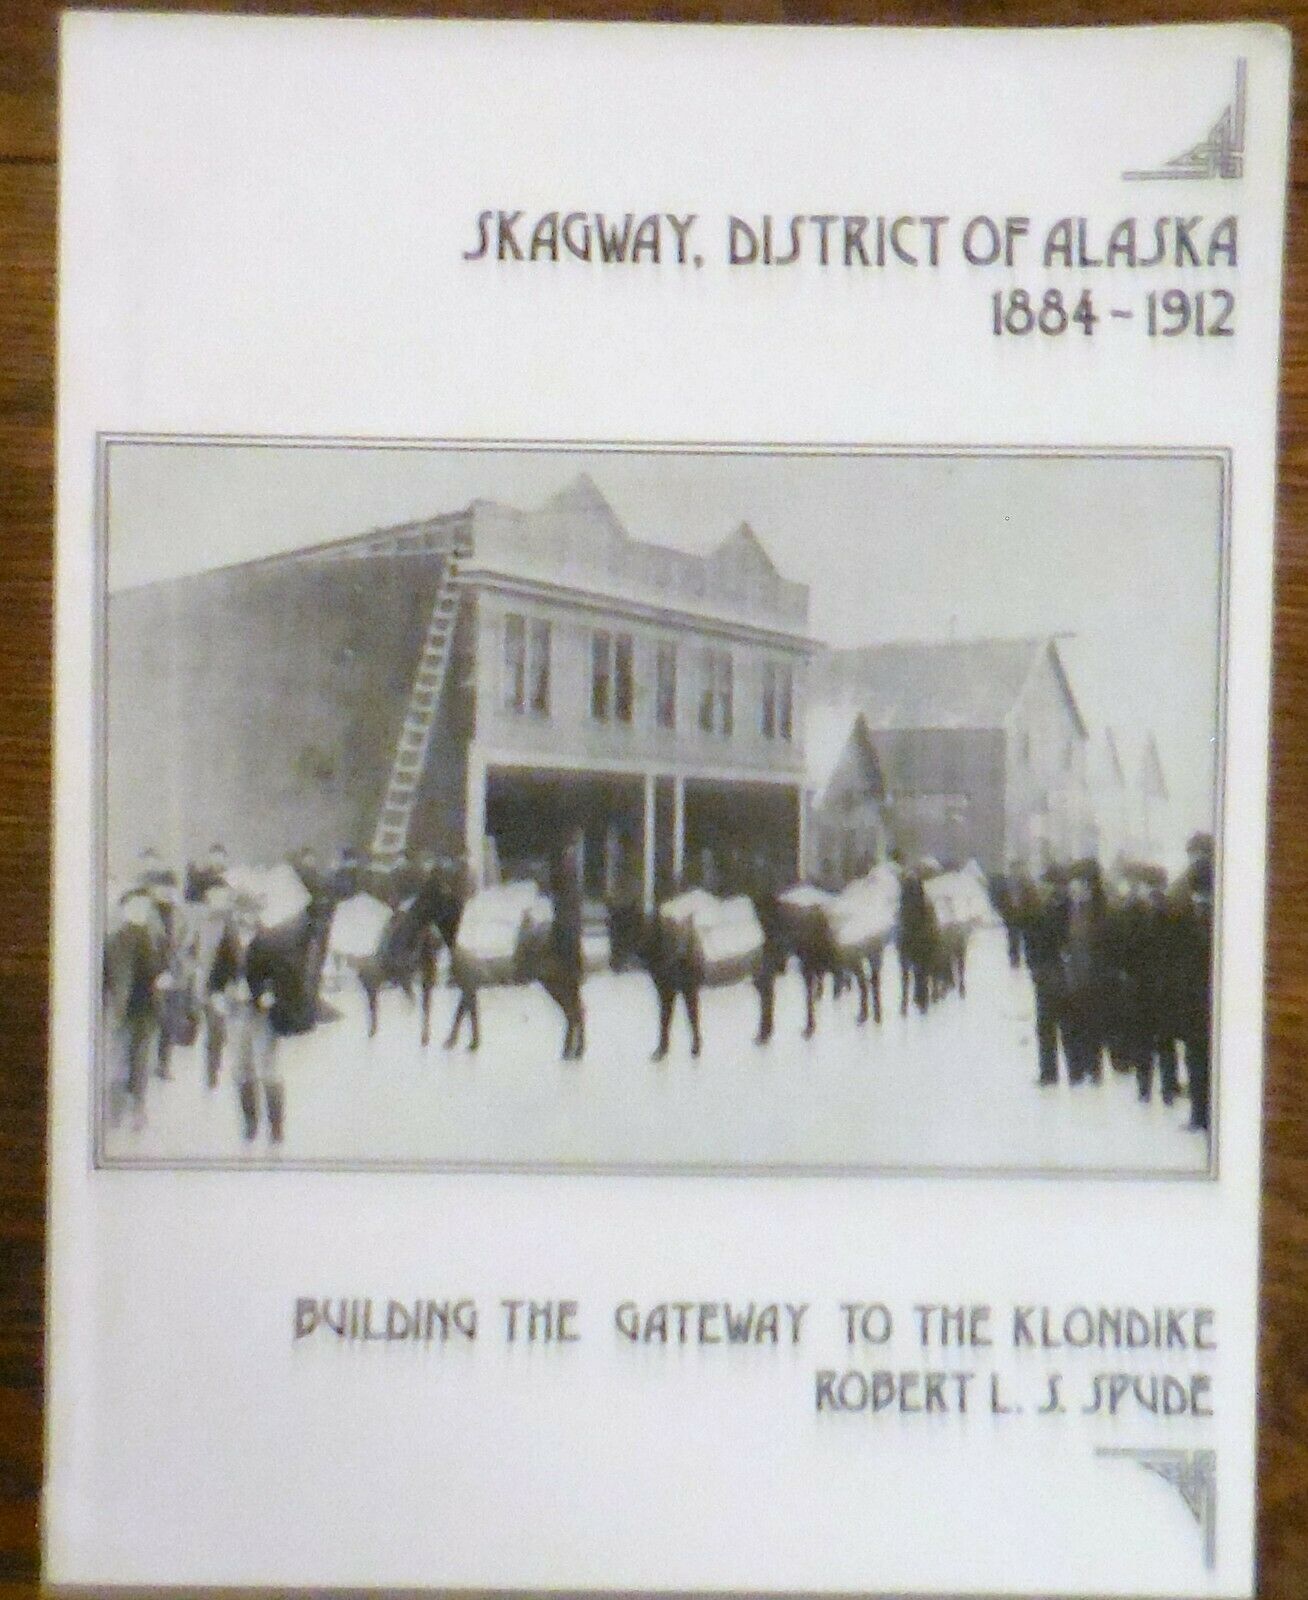 SKAGWAY, DISTRICT OF ALASKA
1884-1912
BUILDING THE GATEWAY TO THE KLONDIKE
ROBERT L. S. SPUDE